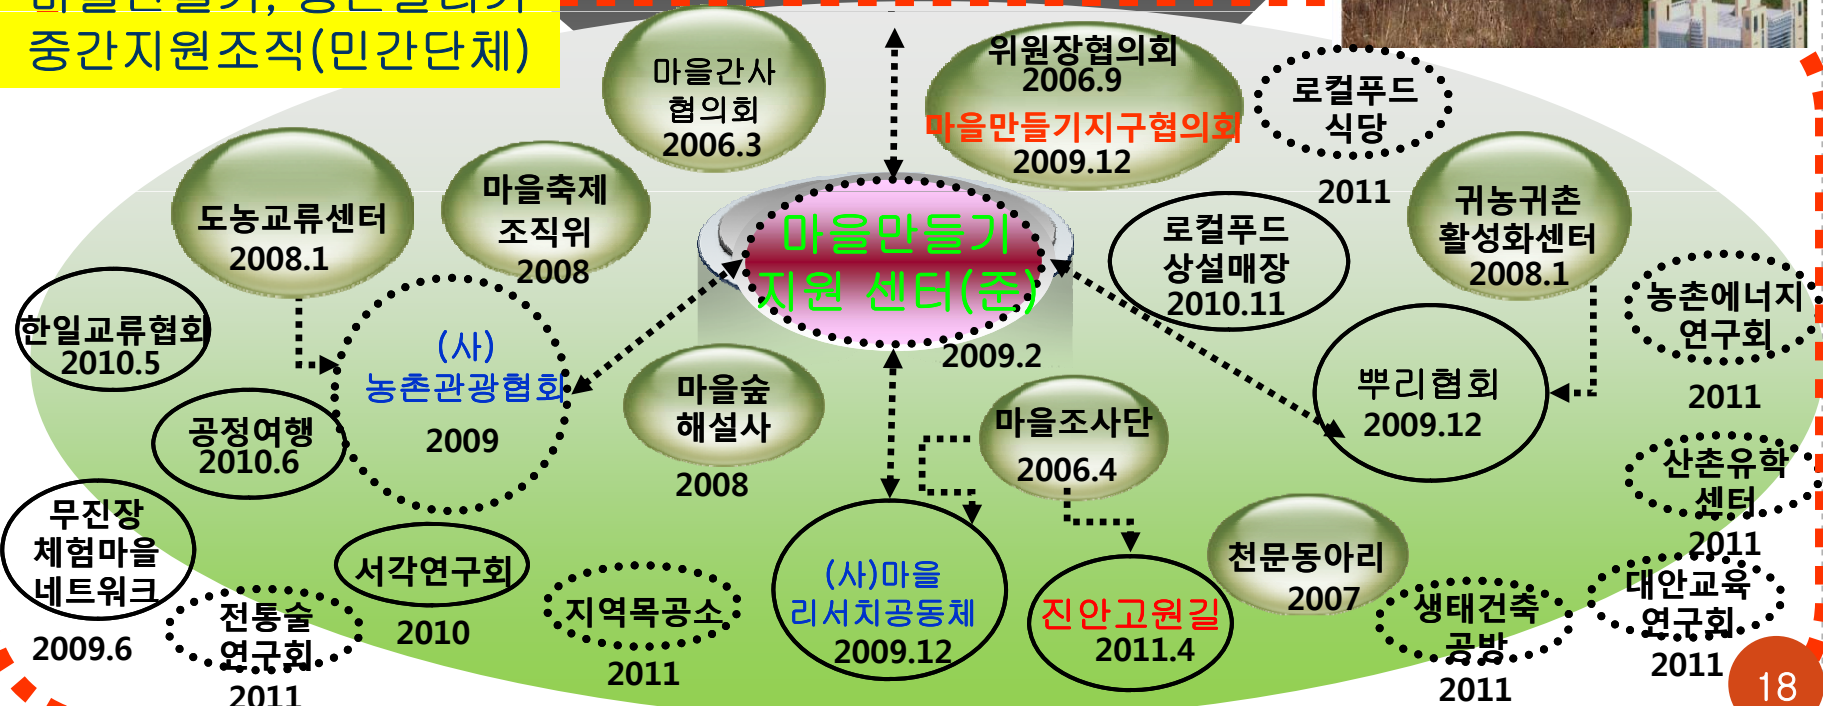 마을만들기, 농촌살리기
중간지원조직(민간단체)
마을간사
협의회
2006.3
위원장협의회
2006.9
마을만들기지구협의회
2009.12
로컬푸드
식당
2011
도농교류센터
2008.1
마을축제
조직위
2008
마을만들기
지원 센터(준)
2009.2
로컬푸드
상설매장
2010.11
귀농귀촌
활성화센터
2008.1
농촌에너지
연구회
2011
한일교류협회
2010.5
(사)
농촌관광협회
2009
마을숲
해설사
2008
마을조사단
2006.4
뿌리협회
2009.12
공정여행
2010.6
산촌유학
센터
2011
무진장
체험마을
네트워크
2009.6
서각연구회
2010
전통술
연구회
2011
지역목공소
2011
(사)마을
리서치공동체
2009.12
진안고원길
2011.4
천문동아리
2007
생태건축
공방
2011
대안교육
연구회
2011
18